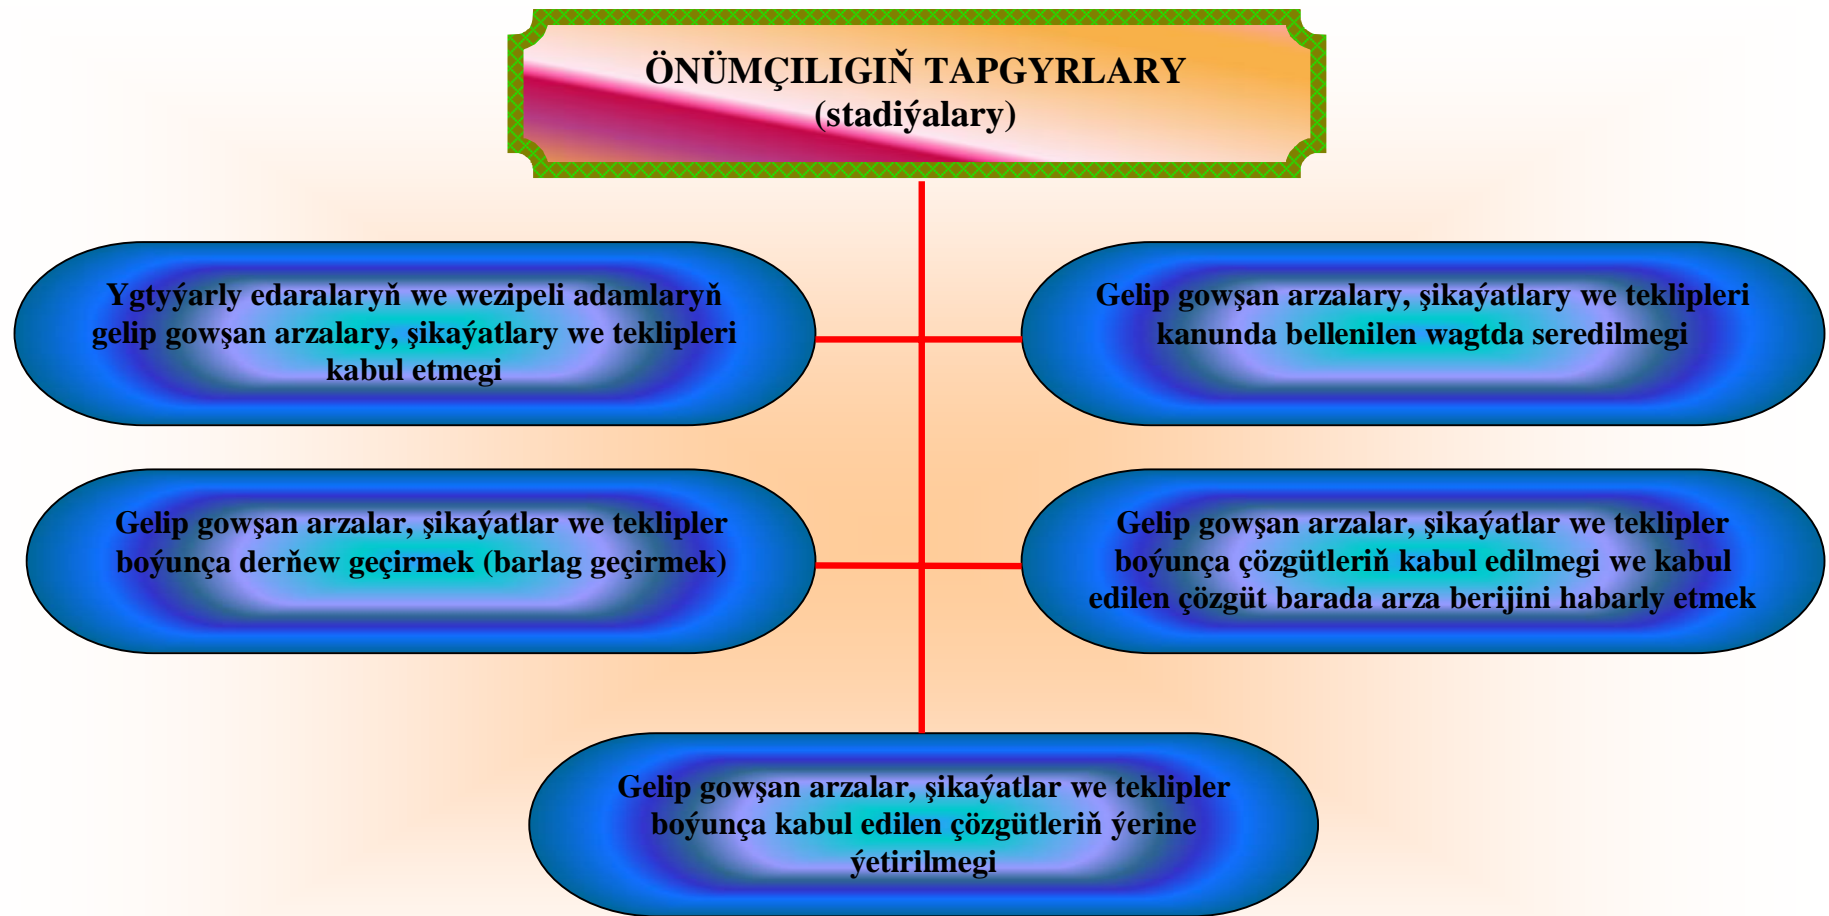 ÖNÜMÇILIGIŇ TAPGYRLARY
(stadiýalary)
Ygtyýarly edaralaryň we wezipeli adamlaryň
gelip gowşan arzalary, şikaýatlary we teklipleri
kabul etmegi
Gelip gowşan arzalary, şikaýatlary we teklipleri
kanunda bellenilen wagtda seredilmegi
Gelip gowşan arzalar, şikaýatlar we teklipler
boýunça derňew geçirmek (barlag geçirmek)
Gelip gowşan arzalar, şikaýatlar we teklipler
boýunça çözgütleriň kabul edilmegi we kabul
edilen çözgüt barada arza berijini habarly etmek
Gelip gowşan arzalar, şikaýatlar we teklipler
boýunça kabul edilen çözgütleriň ýerine
ýetirilmegi